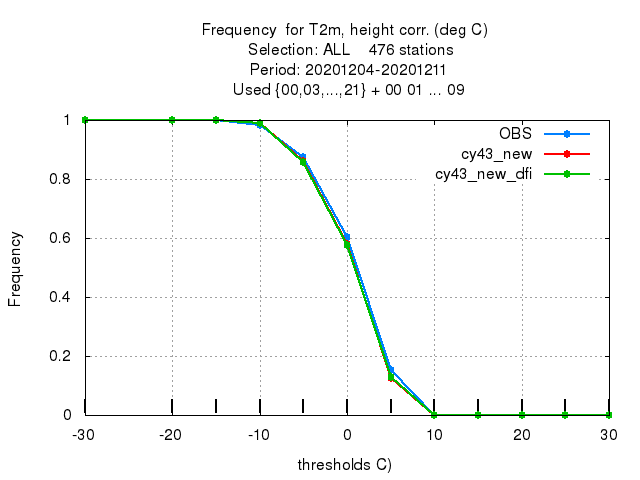 Frequency  for T2m, height corr. (deg C)
Selection: ALL    476 stations
Period: 20201204-20201211
Used {00,03,...,21} + 00 01 ... 09
OBS
cy43_new
cy43_new_dfi
1
0.8
0.6
0.4
0.2
0
Frequency
-30 -20 -10 0 10 20 30
thresholds C)